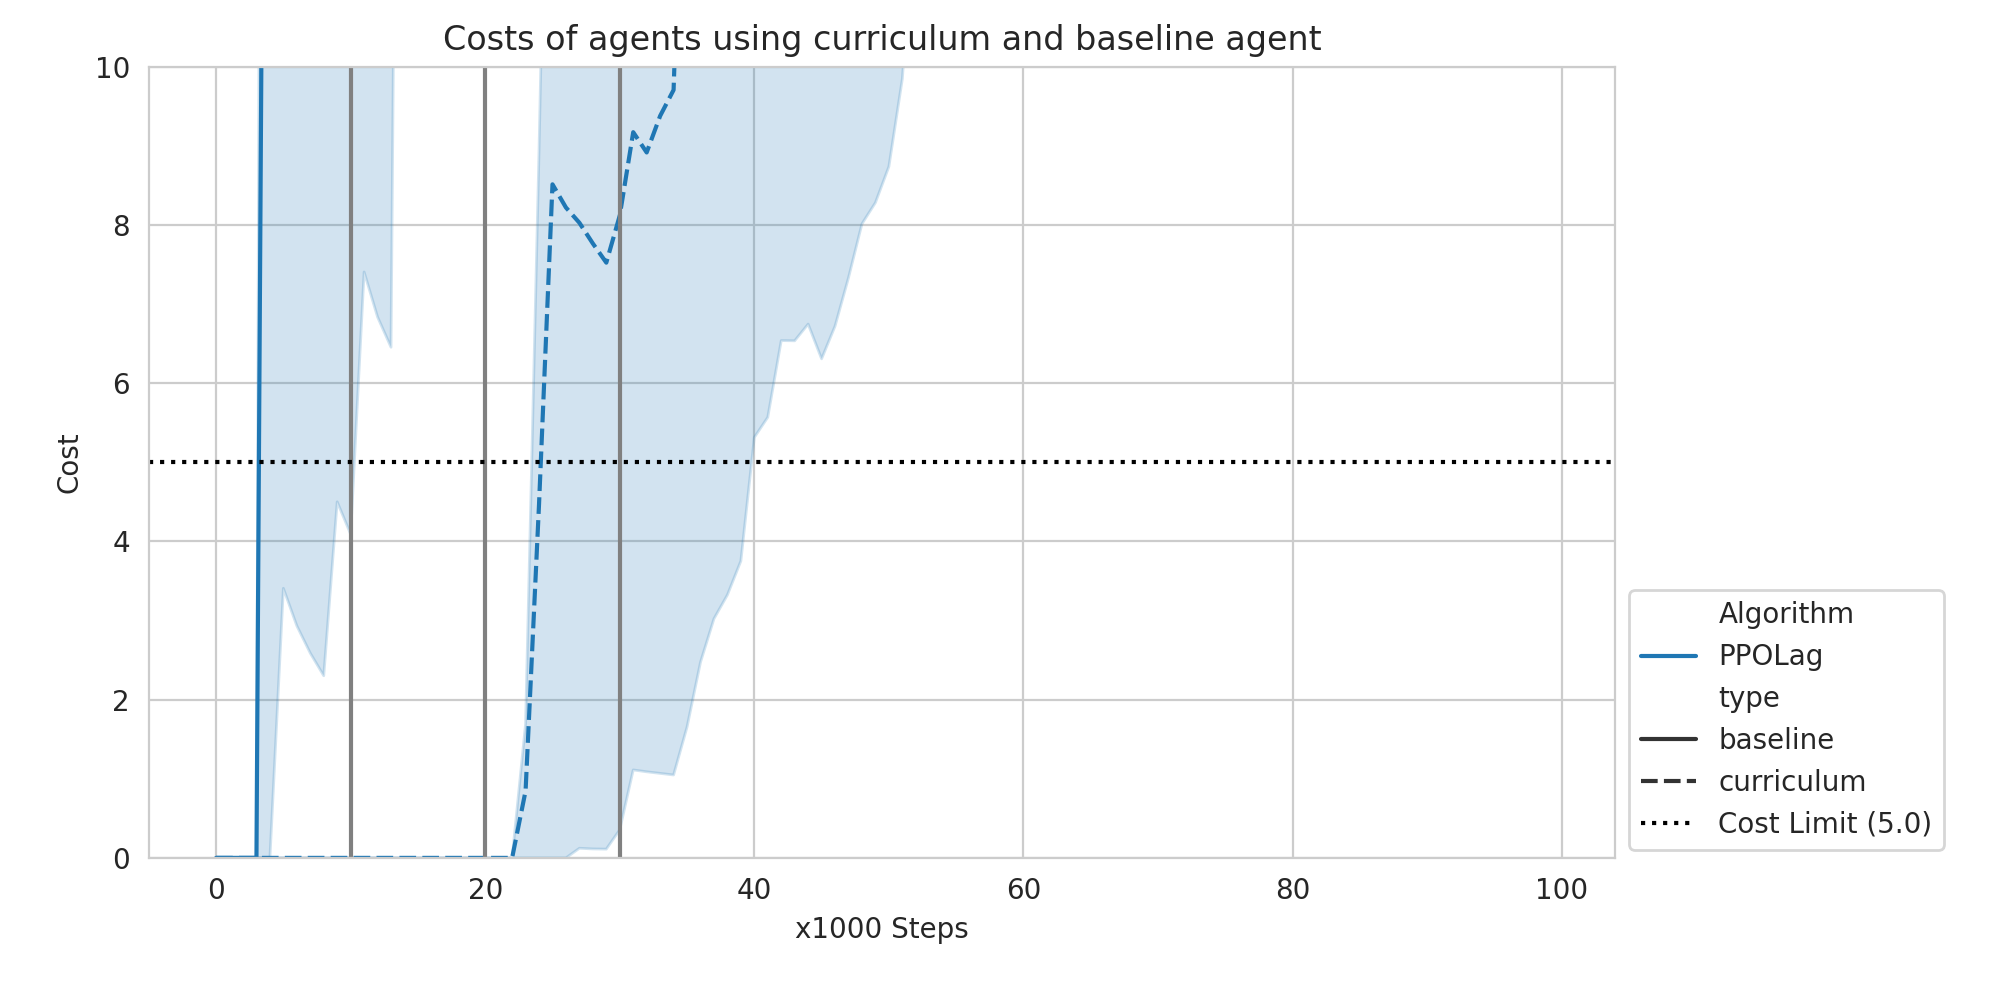 Costs of agents using curriculum and baseline agent
10
8
6
4
2
0
Cost
0 20 40 60 80 100
x1000 Steps
Algorithm
PPOLag
type
baseline
curriculum
Cost Limit (5.0)